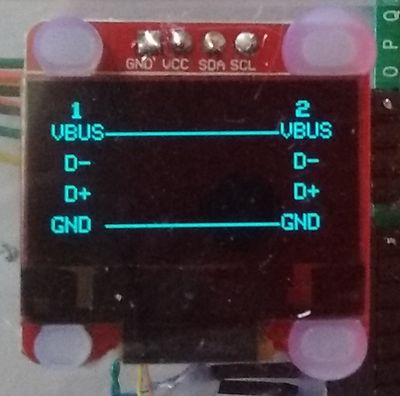 GND VCC SDA SCL
O P Q
1 2
VBUS VBUS
D- D-
D+ D+
GND GND